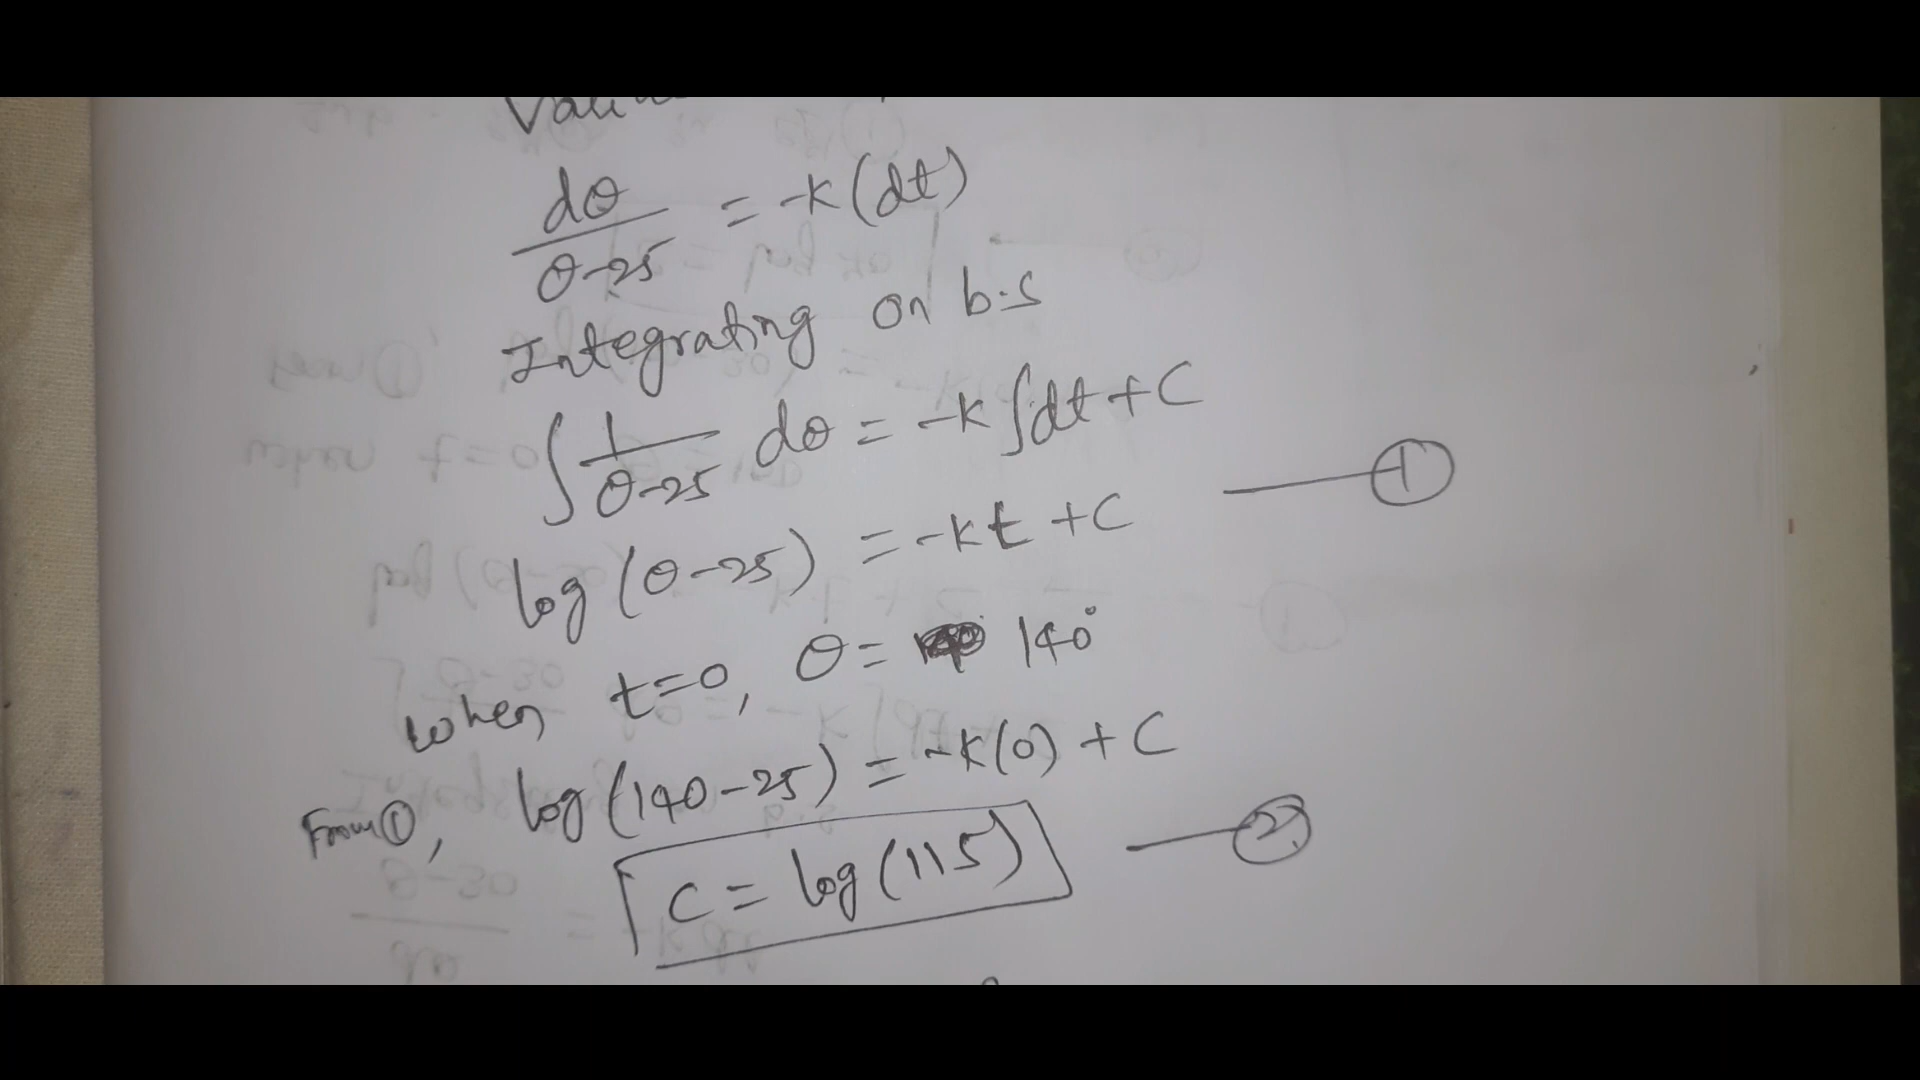 dθ/(θ-25) = -k(dt)
Integrating on b.s
∫ 1/(θ-25) dθ = -k ∫dt + C
log(θ-25) = -kt + C —— ①
when t=0, θ= 140°
From ①, log(140-25) = -k(0) + C
C = log(115) —— ②